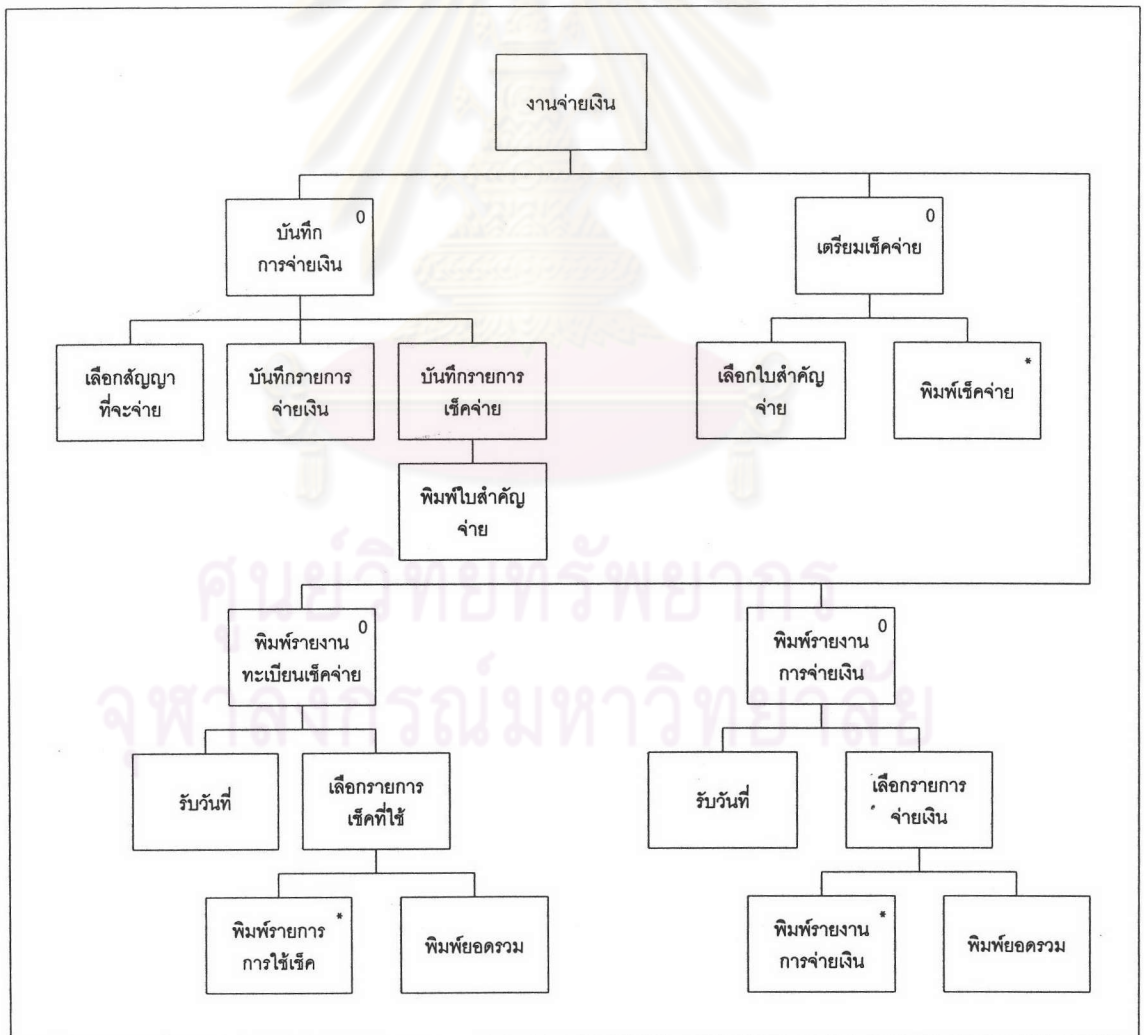 งานจ่ายเงิน
0
บันทึก
การจ่ายเงิน
0
เตรียมเช็คจ่าย
เลือกสัญญา
ที่จะจ่าย
บันทึกรายการ
จ่ายเงิน
บันทึกรายการ
เช็คจ่าย
เลือกใบสำคัญ
จ่าย
*
พิมพ์เช็คจ่าย
พิมพ์ใบสำคัญ
จ่าย
ศูนย์วิทยทรัพยากร
จุฬาลงกรณ์มหาวิทยาลัย
0
พิมพ์รายงาน
ทะเบียนเช็คจ่าย
0
พิมพ์รายงาน
การจ่ายเงิน
รับวันที่
เลือกรายการ
เช็คที่ใช้
รับวันที่
เลือกรายการ
จ่ายเงิน
*
พิมพ์รายการ
การใช้เช็ค
พิมพ์ยอดรวม
*
พิมพ์รายงาน
การจ่ายเงิน
พิมพ์ยอดรวม